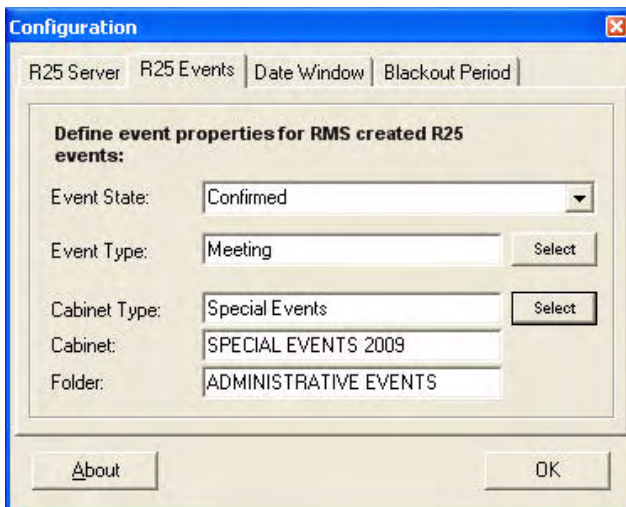 Configuration
R25 Server R25 Events Date Window Blackout Period
Define event properties for RMS created R25
events:
Event State: Confirmed
Event Type: Meeting Select
Cabinet Type: Special Events Select
Cabinet: SPECIAL EVENTS 2009
Folder: ADMINISTRATIVE EVENTS
About OK